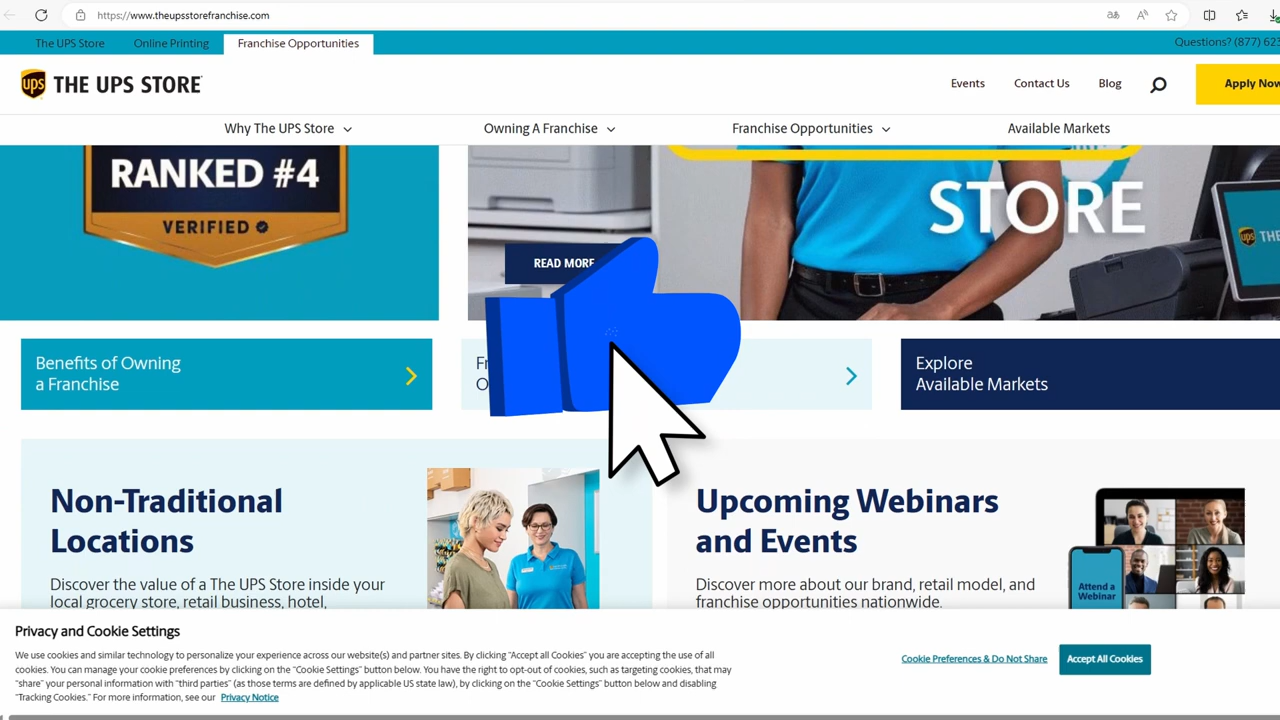 https://www.theupsstorefranchise.com
The UPS Store
Online Printing
Franchise Opportunities
Questions? (877) 623
ups THE UPS STORE
Events
Contact Us
Blog
Apply Now
Why The UPS Store
Owning A Franchise
Franchise Opportunities
Available Markets
RANKED #4
VERIFIED
STORE
ups THE
READ MORE
Benefits of Owning
a Franchise
Explore
Available Markets
Non-Traditional
Locations
Discover the value of a The UPS Store inside your
local grocery store, retail business, hotel,
Upcoming Webinars
and Events
Discover more about our brand, retail model, and
franchise opportunities nationwide.
Attend a
Webinar
Privacy and Cookie Settings
We use cookies and similar technology to personalize your experience across our website(s) and partner sites. By clicking "Accept all Cookies" you are accepting the use of all
cookies. You can manage your cookie preferences by clicking on the "Cookie Settings" button below. You have the right to opt-out of cookies, such as targeting cookies, that may
"share" your personal information with "third parties" (as those terms are defined by applicable US state law), by clicking on the "Cookie Settings" button below and disabling
"Tracking Cookies." For more information, see our Privacy Notice
Cookie Preferences & Do Not Share
Accept All Cookies